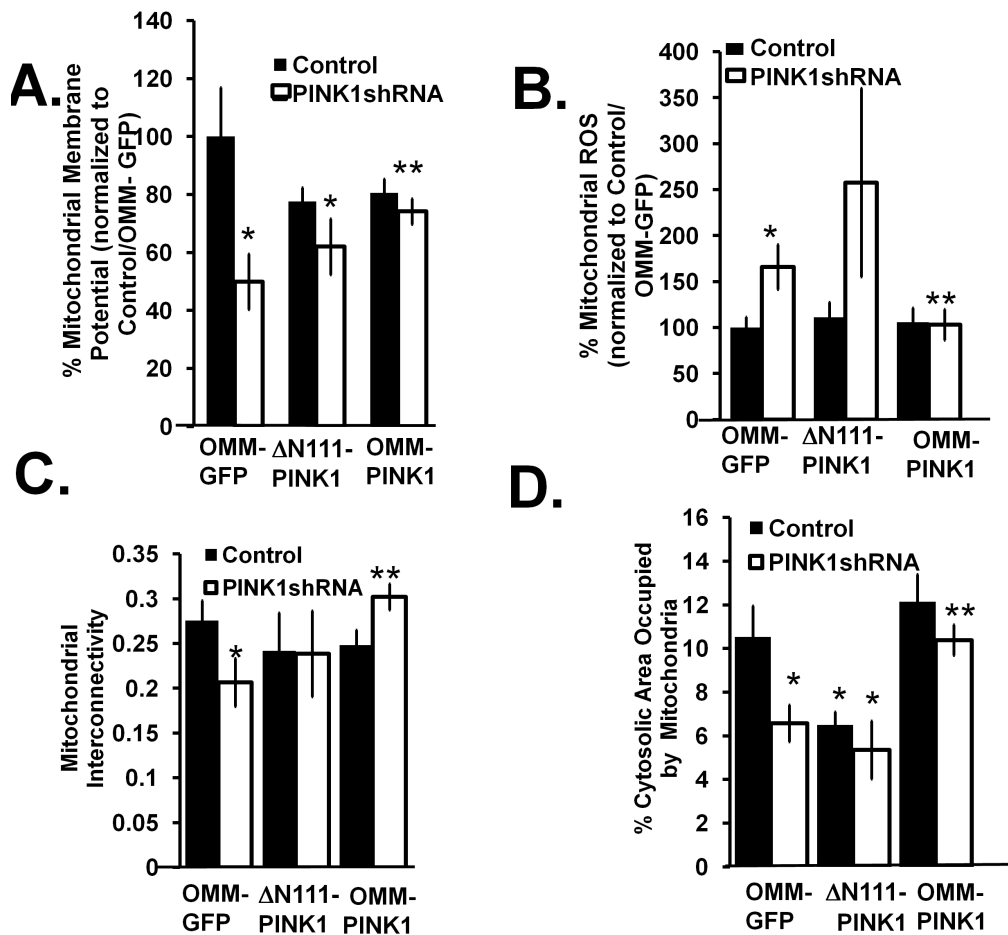 A.
% Mitochondrial Membrane
Potential (normalized to
Control/OMM- GFP)
140
120
100
80
60
40
20
0
Control
PINK1shRNA
*
*
**
OMM-
GFP
ΔN111-
PINK1
OMM-
PINK1
B.
% Mitochondrial ROS
(normalized to Control/
OMM-GFP)
400
350
300
250
200
150
100
50
0
Control
PINK1shRNA
*
**
OMM-
GFP
ΔN111-
PINK1
OMM-
PINK1
C.
Mitochondrial
Interconnectivity
0.35
0.3
0.25
0.2
0.15
0.1
0.05
0
Control
PINK1shRNA
*
**
OMM-
GFP
ΔN111-
PINK1
OMM-
PINK1
D.
% Cytosolic Area Occupied
by Mitochondria
16
14
12
10
8
6
4
2
0
Control
PINK1shRNA
*
*
*
**
OMM-
GFP
ΔN111-
PINK1
OMM-
PINK1